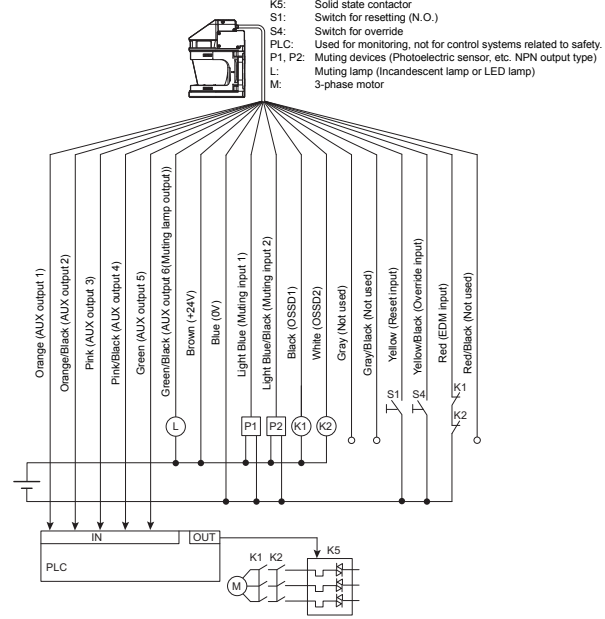 K5: Solid state contactor
S1: Switch for resetting (N.O.)
S4: Switch for override
PLC: Used for monitoring, not for control systems related to safety.
P1, P2: Muting devices (Photoelectric sensor, etc. NPN output type)
L: Muting lamp (Incandescent lamp or LED lamp)
M: 3-phase motor
Orange (AUX output 1)
Orange/Black (AUX output 2)
Pink (AUX output 3)
Pink/Black (AUX output 4)
Green (AUX output 5)
Green/Black (AUX output 6(Muting lamp output))
Brown (+24V)
Blue (0V)
Light Blue (Muting input 1)
Light Blue/Black (Muting input 2)
Black (OSSD1)
White (OSSD2)
Gray (Not used)
Gray/Black (Not used)
Yellow (Reset Input)
Yellow/Black (Override input)
Red (EDM input)
Red/Black (Not used)
S1 S4 K1
L P1 P2 K1 K2 K2
IN OUT
PLC
K1 K2 K5
M